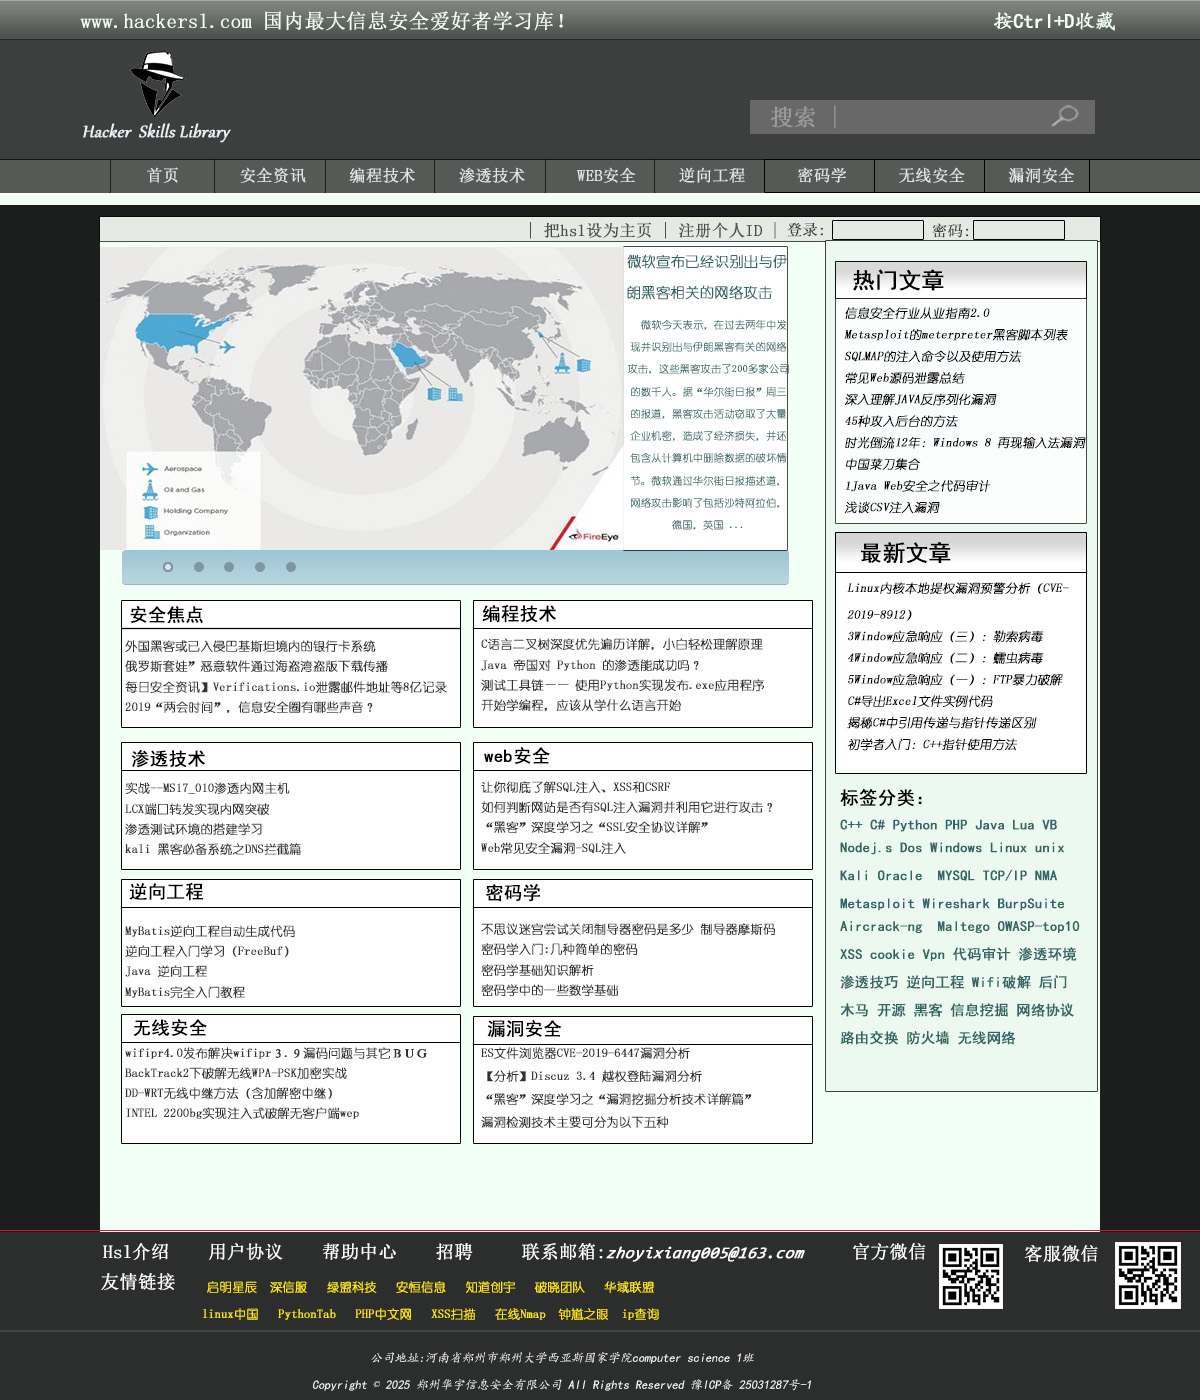 www.hackersl.com 国内最大信息安全爱好者学习库!
按Ctrl+D收藏
Hacker Skills Library
搜索
首页 安全资讯 编程技术 渗透技术 WEB安全 逆向工程 密码学 无线安全 漏洞安全
| 把hsl设为主页 | 注册个人ID | 登录: 密码:
微软宣布已经识别出与伊
朗黑客相关的网络攻击
微软今天表示，在过去两年中发
现并识别出与伊朗黑客有关的网络
攻击，这些黑客攻击了200多家公司
的数千人。据“华尔街日报”周三
的报道，黑客攻击活动窃取了大量
企业机密，造成了经济损失，并还
包含从计算机中删除数据的破坏情
节。微软通过华尔街日报描述道，
网络攻击影响了包括沙特阿拉伯，
德国，英国 ...
Aerospace
Oil and Gas
Holding Company
Organization
FireEye
热门文章
信息安全行业从业指南2.0
Metasploit的meterpreter黑客脚本列表
SQLMAP的注入命令以及使用方法
常见Web源码泄露总结
深入理解JAVA反序列化漏洞
45种攻入后台的方法
时光倒流12年: Windows 8 再现输入法漏洞
中国菜刀集合
1Java Web安全之代码审计
浅谈CSV注入漏洞
最新文章
Linux内核本地提权漏洞预警分析（CVE-
2019-8912）
3Window应急响应（三）: 勒索病毒
4Window应急响应（二）: 蠕虫病毒
5Window应急响应（一）: FTP暴力破解
C#导出Excel文件实例代码
揭秘C#中引用传递与指针传递区别
初学者入门: C++指针使用方法
标签分类:
C++ C# Python PHP Java Lua VB
Nodej.s Dos Windows Linux unix
Kali Oracle MYSQL TCP/IP NMA
Metasploit Wireshark BurpSuite
Aircrack-ng Maltego OWASP-top10
XSS cookie Vpn 代码审计 渗透环境
渗透技巧 逆向工程 Wifi破解 后门
木马 开源 黑客 信息挖掘 网络协议
路由交换 防火墙 无线网络
安全焦点
外国黑客或已入侵巴基斯坦境内的银行卡系统
俄罗斯套娃”恶意软件通过海盗湾盗版下载传播
每日安全资讯】Verifications.io泄露邮件地址等8亿记录
2019“两会时间”，信息安全圈有哪些声音？
编程技术
C语言二叉树深度优先遍历详解，小白轻松理解原理
Java 帝国对 Python 的渗透能成功吗？
测试工具链—— 使用Python实现发布.exe应用程序
开始学编程，应该从学什么语言开始
渗透技术
实战--MS17_010渗透内网主机
LCX端口转发实现内网突破
渗透测试环境的搭建学习
kali 黑客必备系统之DNS拦截篇
web安全
让你彻底了解SQL注入、XSS和CSRF
如何判断网站是否有SQL注入漏洞并利用它进行攻击？
“黑客”深度学习之“SSL安全协议详解”
Web常见安全漏洞-SQL注入
逆向工程
MyBatis逆向工程自动生成代码
逆向工程入门学习（FreeBuf）
Java 逆向工程
MyBatis完全入门教程
密码学
不思议迷宫尝试关闭制导器密码是多少 制导器摩斯码
密码学入门:几种简单的密码
密码学基础知识解析
密码学中的一些数学基础
无线安全
wifipr4.0发布解决wifipr３．９漏码问题与其它ＢＵＧ
BackTrack2下破解无线WPA-PSK加密实战
DD-WRT无线中继方法（含加解密中继）
INTEL 2200bg实现注入式破解无客户端wep
漏洞安全
ES文件浏览器CVE-2019-6447漏洞分析
【分析】Discuz 3.4 越权登陆漏洞分析
“黑客”深度学习之“漏洞挖掘分析技术详解篇”
漏洞检测技术主要可分为以下五种
Hsl介绍 用户协议 帮助中心 招聘 联系邮箱:zhoyixiang005@163.com 官方微信 客服微信
友情链接 启明星辰 深信服 绿盟科技 安恒信息 知道创宇 破晓团队 华域联盟
linux中国 PythonTab PHP中文网 XSS扫描 在线Nmap 钟馗之眼 ip查询
公司地址:河南省郑州市郑州大学西亚斯国家学院computer science 1班
Copyright © 2025 郑州华宇信息安全有限公司 All Rights Reserved 豫ICP备 25031287号-1